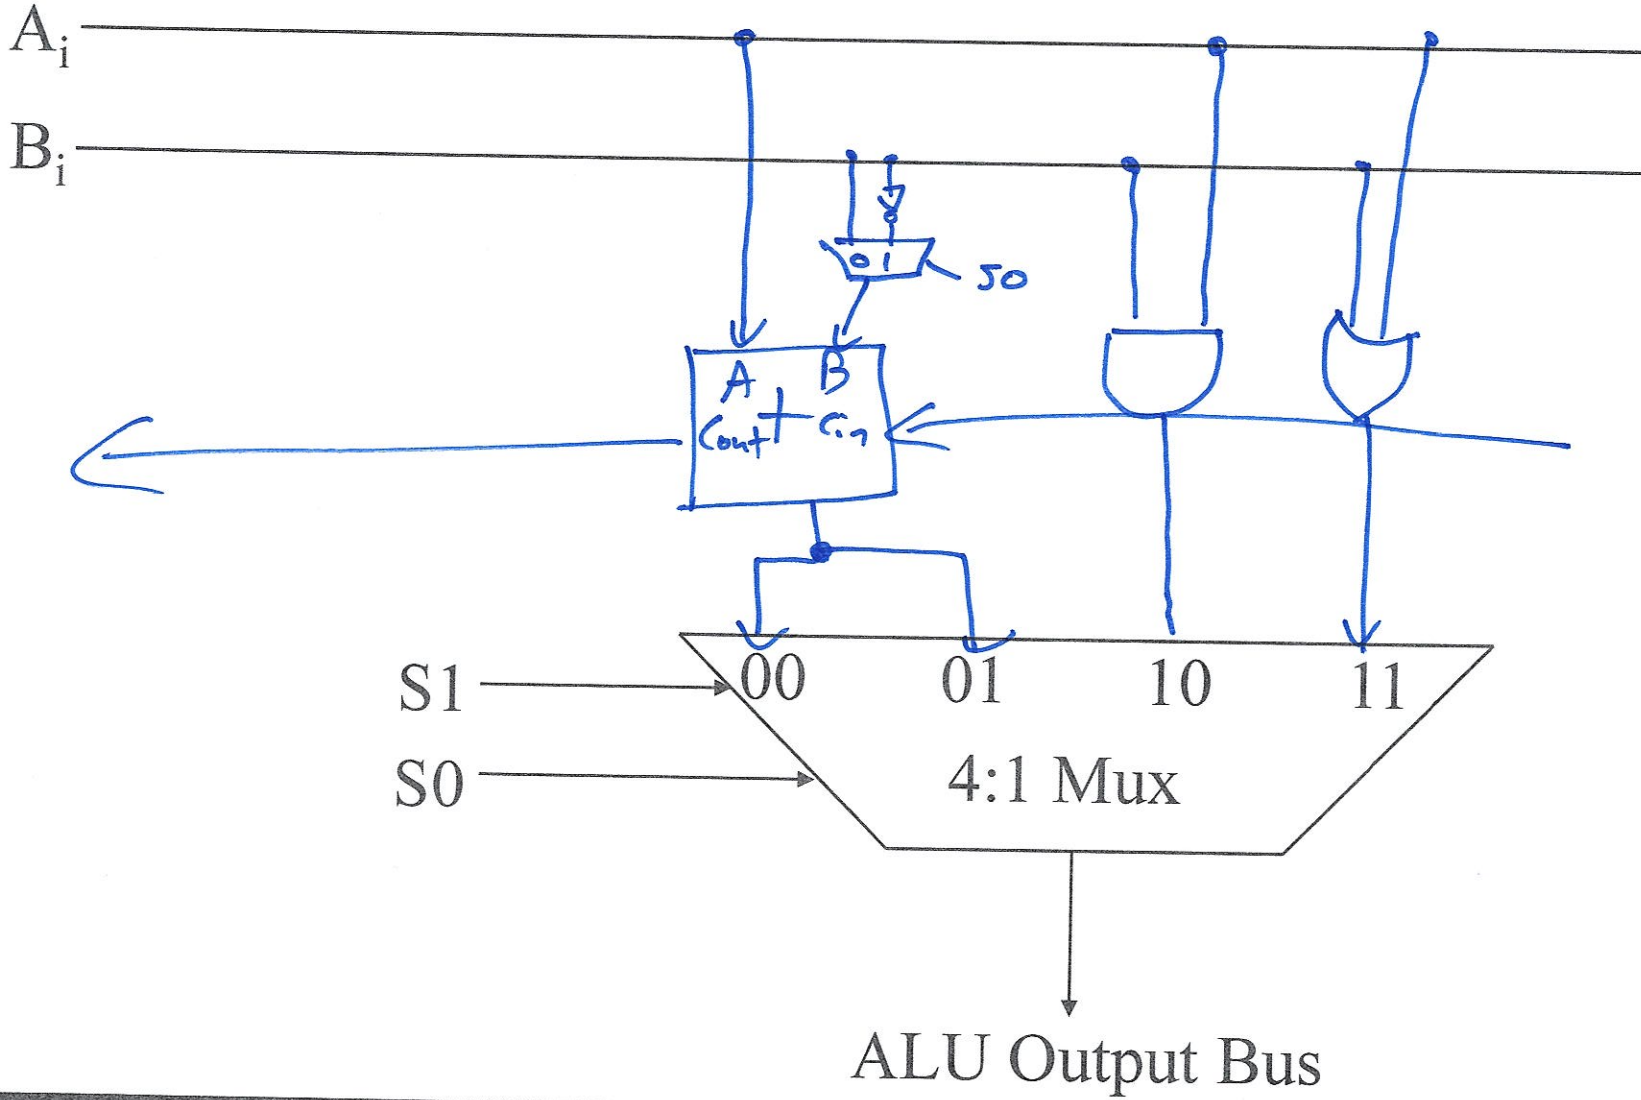 Ai
Bi
0 1
S0
A B
Cout + Cin
S1
00 01 10 11
S0
4:1 Mux
ALU Output Bus